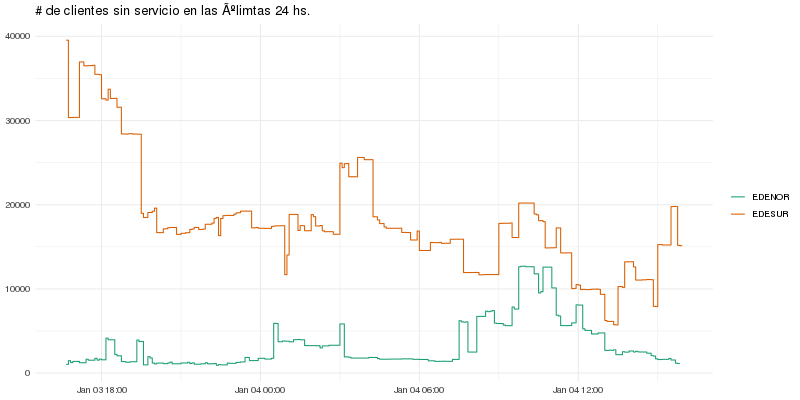 # de clientes sin servicio en las Ãºlimtas 24 hs.
40000
30000
20000
10000
0
Jan 03 18:00
Jan 04 00:00
Jan 04 06:00
Jan 04 12:00
EDENOR
EDESUR